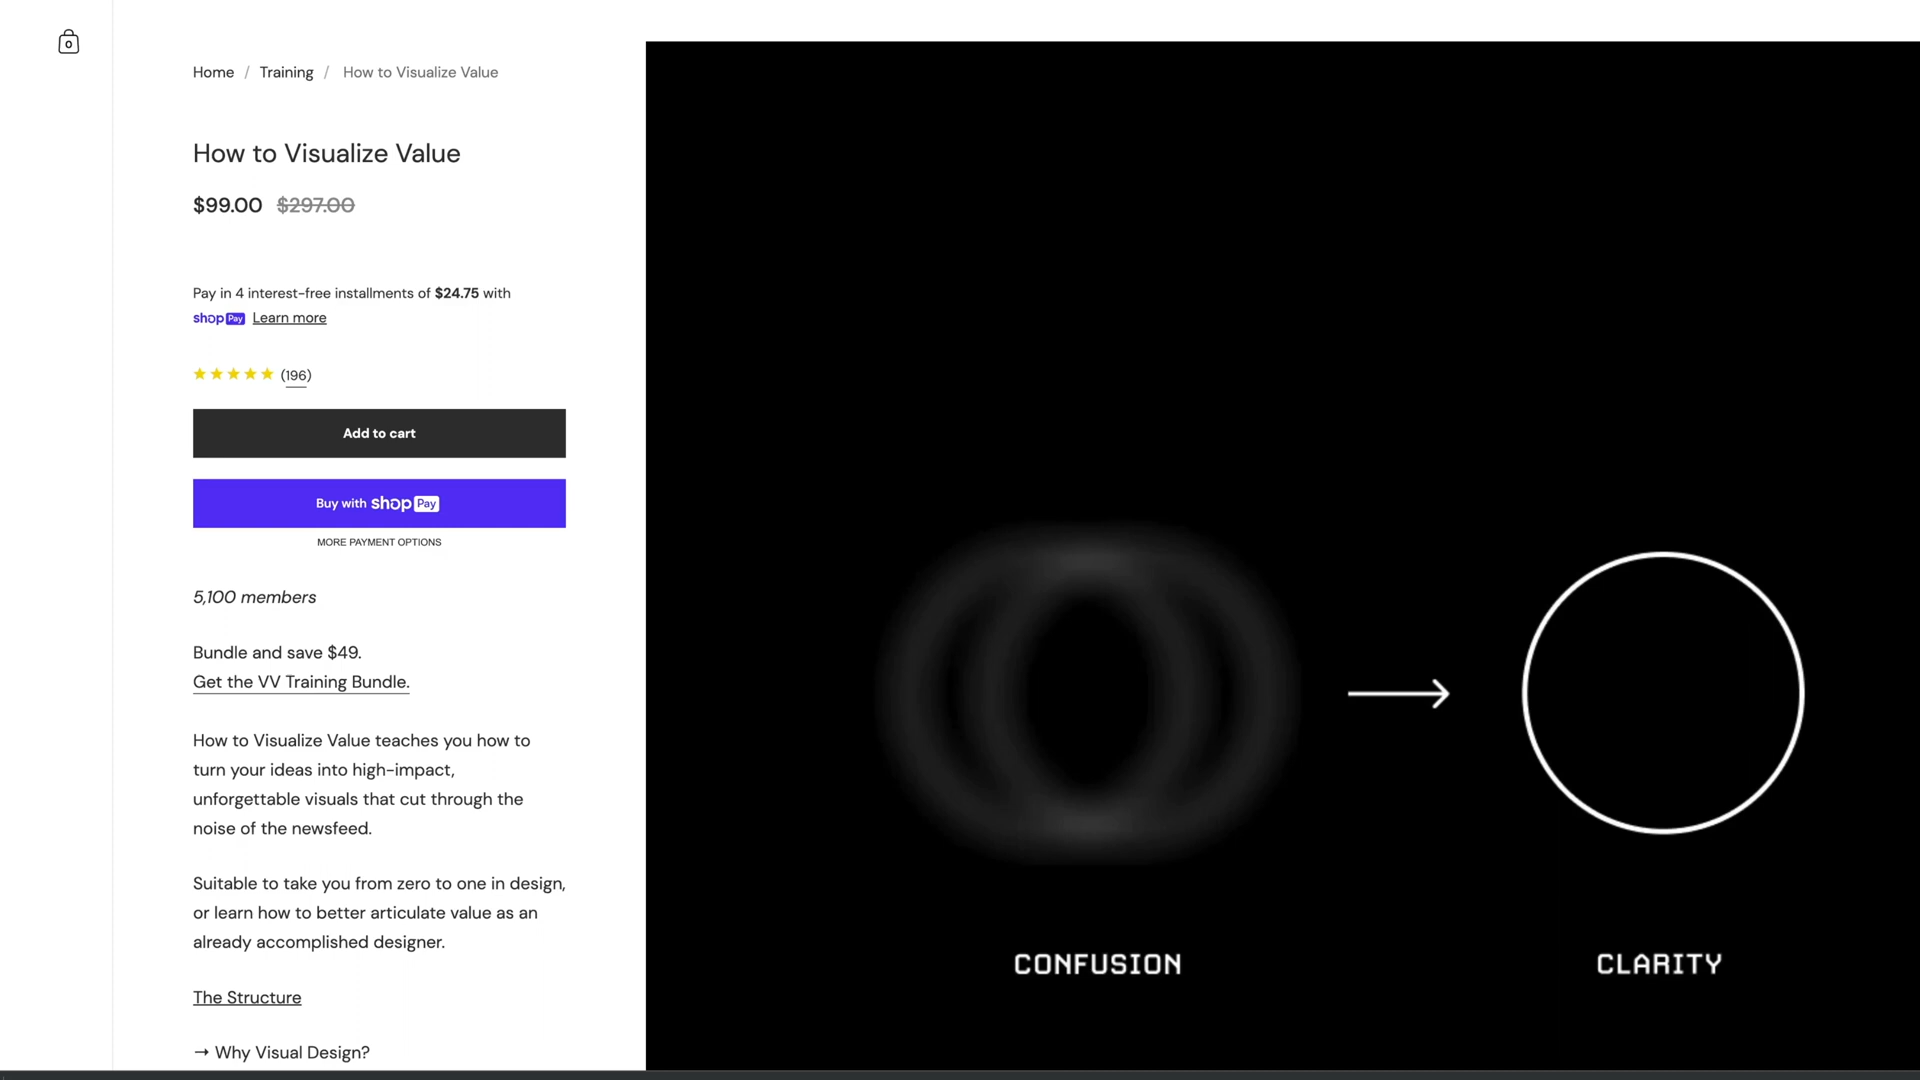 0
Home / Training / How to Visualize Value
How to Visualize Value
$99.00 $297.00
Pay in 4 interest-free installments of $24.75 with
shop Pay Learn more
★★★★★ (196)
Add to cart
Buy with shop Pay
MORE PAYMENT OPTIONS
5,100 members
Bundle and save $49.
Get the VV Training Bundle.
How to Visualize Value teaches you how to
turn your ideas into high-impact,
unforgettable visuals that cut through the
noise of the newsfeed.
Suitable to take you from zero to one in design,
or learn how to better articulate value as an
already accomplished designer.
The Structure
→ Why Visual Design?
CONFUSION
CLARITY